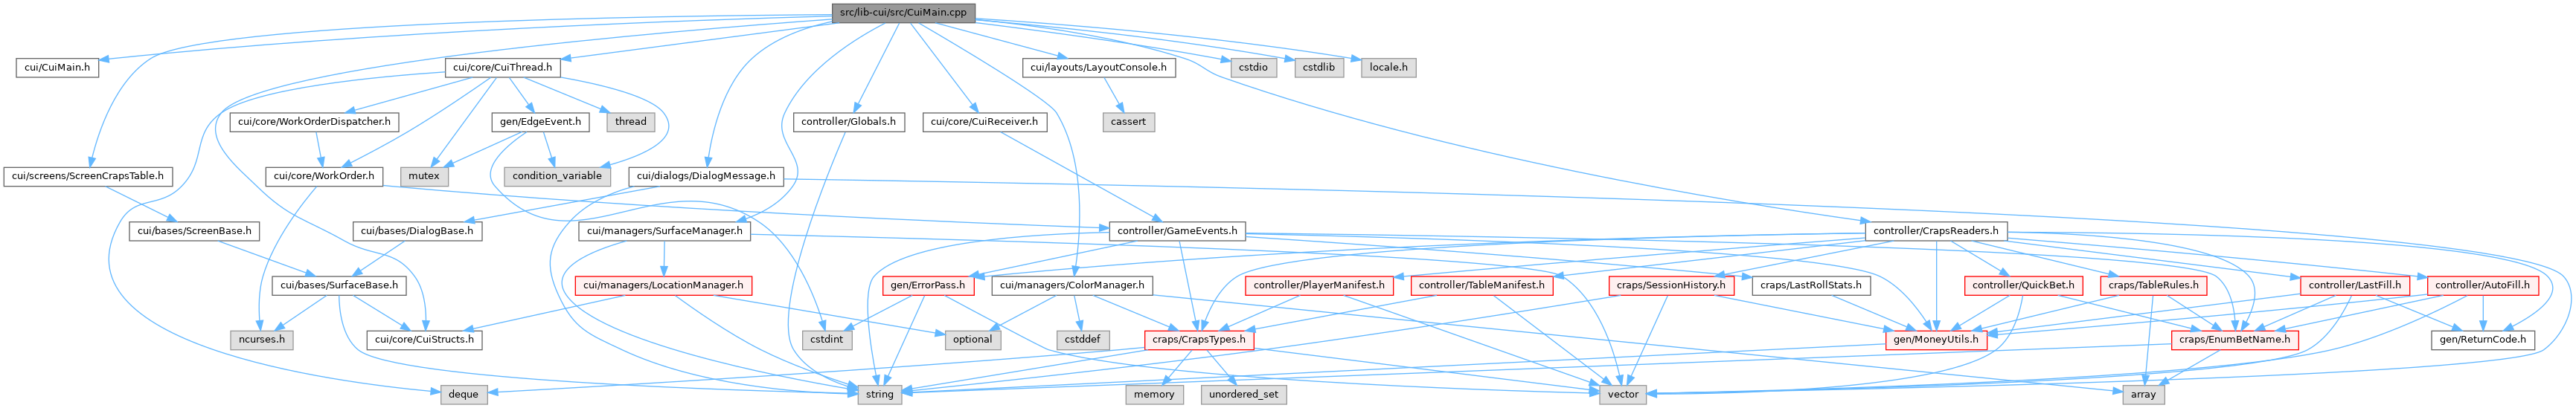 src/lib-cui/src/CuiMain.cpp
cui/CuiMain.h
cui/core/CuiThread.h
cui/layouts/LayoutConsole.h
cstdio
cstdlib
locale.h
cui/core/WorkOrderDispatcher.h
gen/EdgeEvent.h
thread
controller/Globals.h
cui/core/CuiReceiver.h
cassert
cui/screens/ScreenCrapsTable.h
cui/core/WorkOrder.h
mutex
condition_variable
cui/dialogs/DialogMessage.h
cui/bases/ScreenBase.h
cui/bases/DialogBase.h
cui/managers/SurfaceManager.h
controller/GameEvents.h
controller/CrapsReaders.h
cui/bases/SurfaceBase.h
cui/managers/LocationManager.h
gen/ErrorPass.h
cui/managers/ColorManager.h
controller/PlayerManifest.h
controller/TableManifest.h
craps/SessionHistory.h
craps/LastRollStats.h
controller/QuickBet.h
craps/TableRules.h
controller/LastFill.h
controller/AutoFill.h
ncurses.h
cui/core/CuiStructs.h
cstdint
optional
cstddef
craps/CrapsTypes.h
gen/MoneyUtils.h
craps/EnumBetName.h
gen/ReturnCode.h
deque
string
memory
unordered_set
vector
array